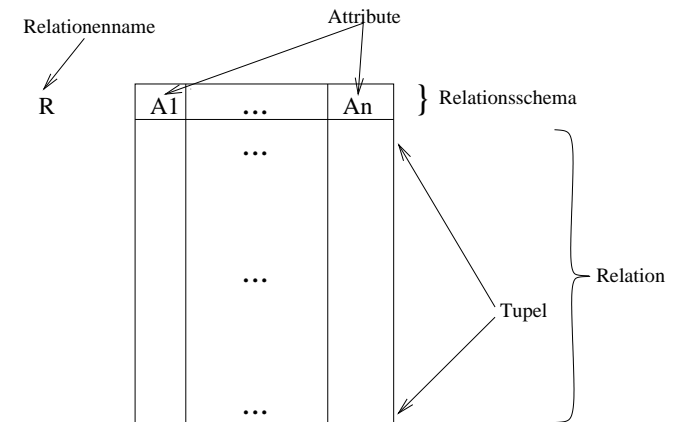 Attribute
Relationenname
R
A1 ... An
} Relationsschema
...
...
Relation
Tupel
...